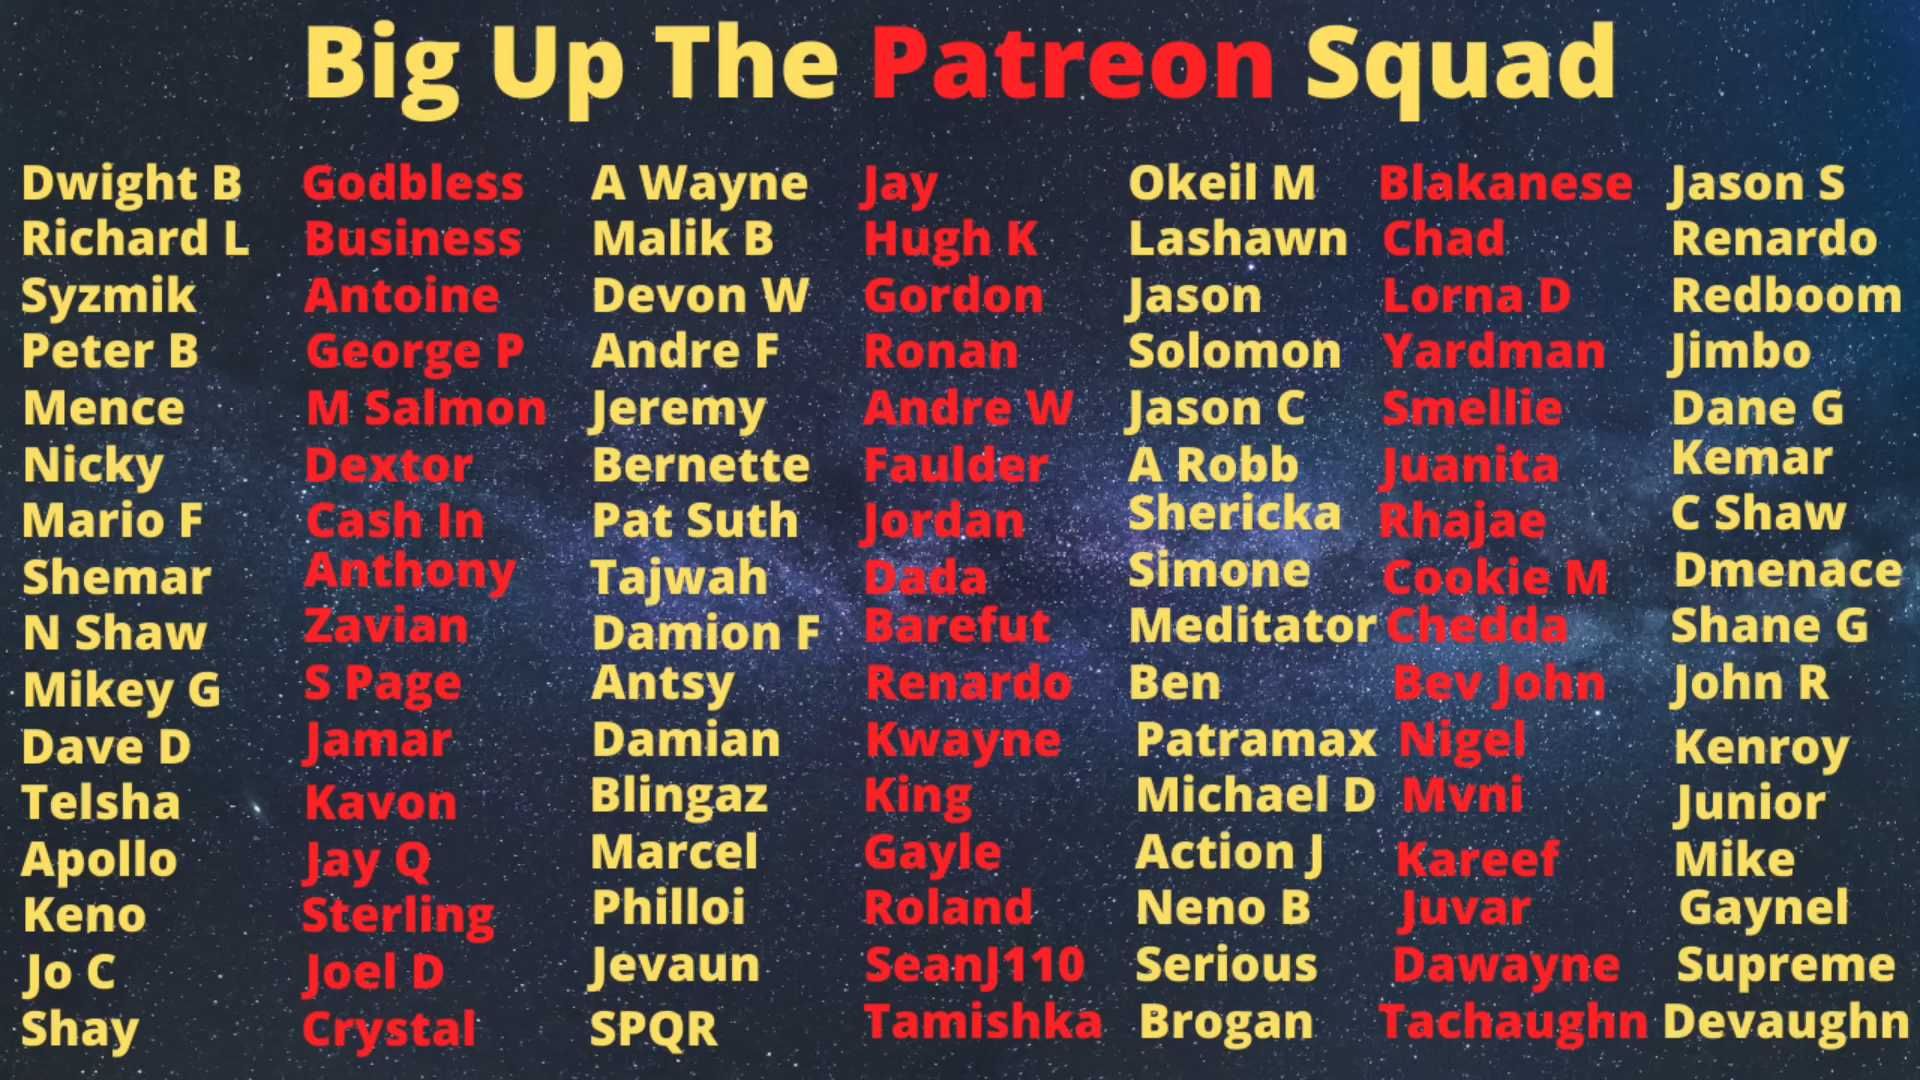 Big Up The Patreon Squad
Dwight B
Richard L
Syzmik
Peter B
Mence
Nicky
Mario F
Shemar
N Shaw
Mikey G
Dave D
Telsha
Apollo
Keno
Jo C
Shay
Godbless
Business
Antoine
George P
M Salmon
Dextor
Cash In
Anthony
Zavian
S Page
Jamar
Kavon
Jay Q
Sterling
Joel D
Crystal
A Wayne
Malik B
Devon W
Andre F
Jeremy
Bernette
Pat Suth
Tajwah
Damion F
Antsy
Damian
Blingaz
Marcel
Philloi
Jevaun
SPQR
Jay
Hugh K
Gordon
Ronan
Andre W
Faulder
Jordan
Dada
Barefut
Renardo
Kwayne
King
Gayle
Roland
SeanJ110
Tamishka
Okeil M
Lashawn
Jason
Solomon
Jason C
A Robb
Shericka
Simone
Meditator
Ben
Patramax
Michael D
Action J
Neno B
Serious
Brogan
Blakanese
Chad
Lorna D
Yardman
Smellie
Juanita
Rhajae
Cookie M
Chedda
Bev John
Nigel
Mvni
Kareef
Juvar
Dawayne
Tachaughn
Jason S
Renardo
Redboom
Jimbo
Dane G
Kemar
C Shaw
Dmenace
Shane G
John R
Kenroy
Junior
Mike
Gaynel
Supreme
Devaughn